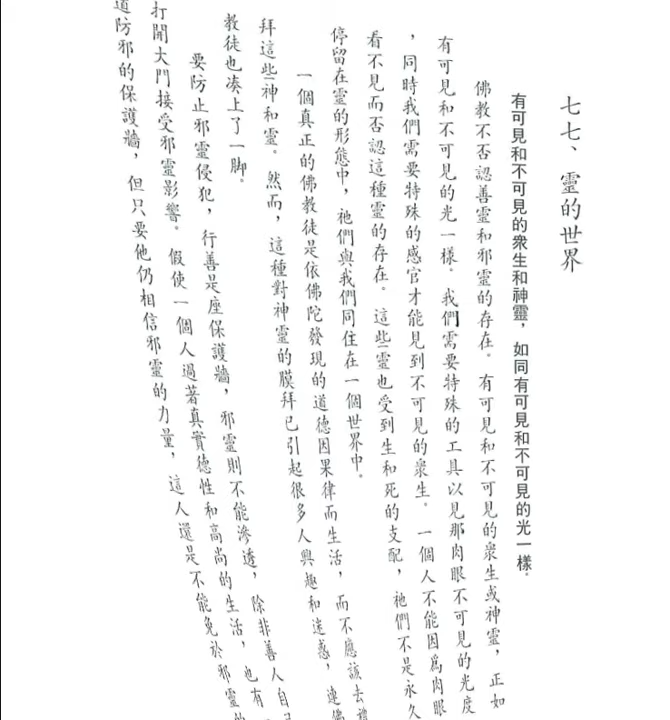 七七、靈的世界
有可見和不可見的衆生和神靈，如同有可見和不可見的光一樣．
佛教不否認善靈和邪靈的存在。有可見和不可見的衆生或神靈，正如
有可見和不可見的光一樣。我們需要特殊的工具以見那肉眼不可見的光度
，同時我們需要特殊的感官才能見到不可見的衆生。一個人不能因爲肉眼
看不見而否認這種靈的存在。這些靈也受到生和死的支配，祂們不是永久
停留在靈的形態中，祂們與我們同住在一個世界中。
一個真正的佛教徒是依佛陀發現的道德因果律而生活，而不應該去禮
拜這些神和靈。然而，這種對神靈的膜拜已引起很多人興趣和迷惑，連佛
教徒也凑上了一脚。
要防止邪靈侵犯，行善是座保護牆，邪靈則不能滲透，除非善人自己
打開大門接受邪靈影響。假使一個人過著真實德性和高尚的生活，也有
道防邪的保護牆，但只要他仍相信邪靈的力量，這人還是不能免於邪靈的